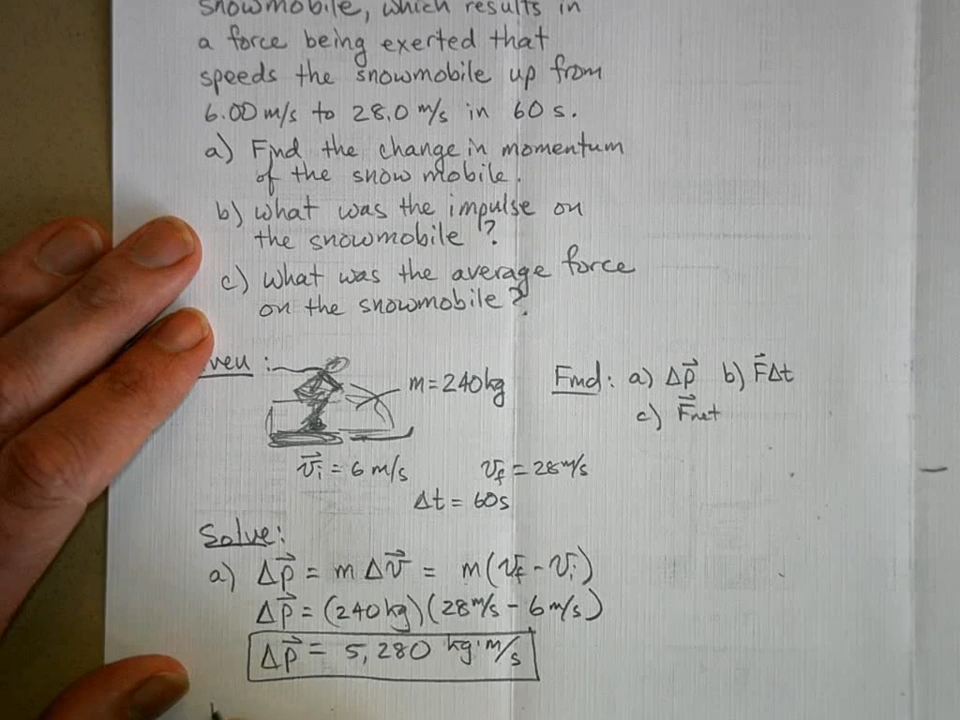 snowmobile, which results in
a force being exerted that
speeds the snowmobile up from
6.00 m/s to 28.0 m/s in 60 s.
a) Find the change in momentum
of the snow mobile.
b) what was the impulse on
the snowmobile?
c) what was the average force
on the snowmobile?
ven: m = 240 kg Find: a) Δp⃗ b) F⃗Δt
c) F⃗net
v⃗i = 6 m/s vf = 28 m/s
Δt = 60s
Solve:
a) Δp⃗ = m Δv⃗ = m(vf - vi)
Δp⃗ = (240 kg)(28 m/s - 6 m/s)
Δp⃗ = 5,280 kg·m/s